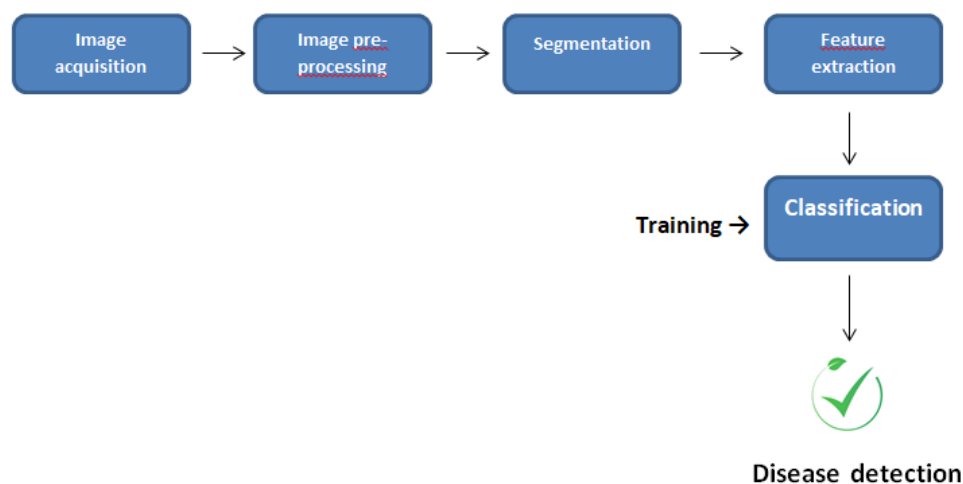 Image
acquisition
Image pre-
processing
Segmentation
Feature
extraction
Classification
Training →
Disease detection